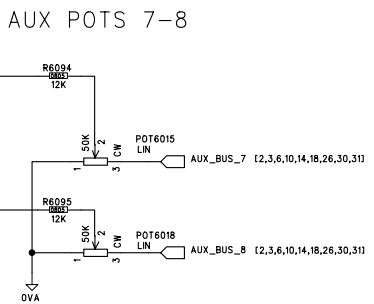 AUX POTS 7-8
R6094
0805
12K
50K
2
CW
POT6015
LIN
1
3
AUX_BUS_7 [2,3,6,10,14,18,26,30,31]
R6095
0805
12K
50K
2
CW
POT6018
LIN
1
3
AUX_BUS_8 [2,3,6,10,14,18,26,30,31]
0VA